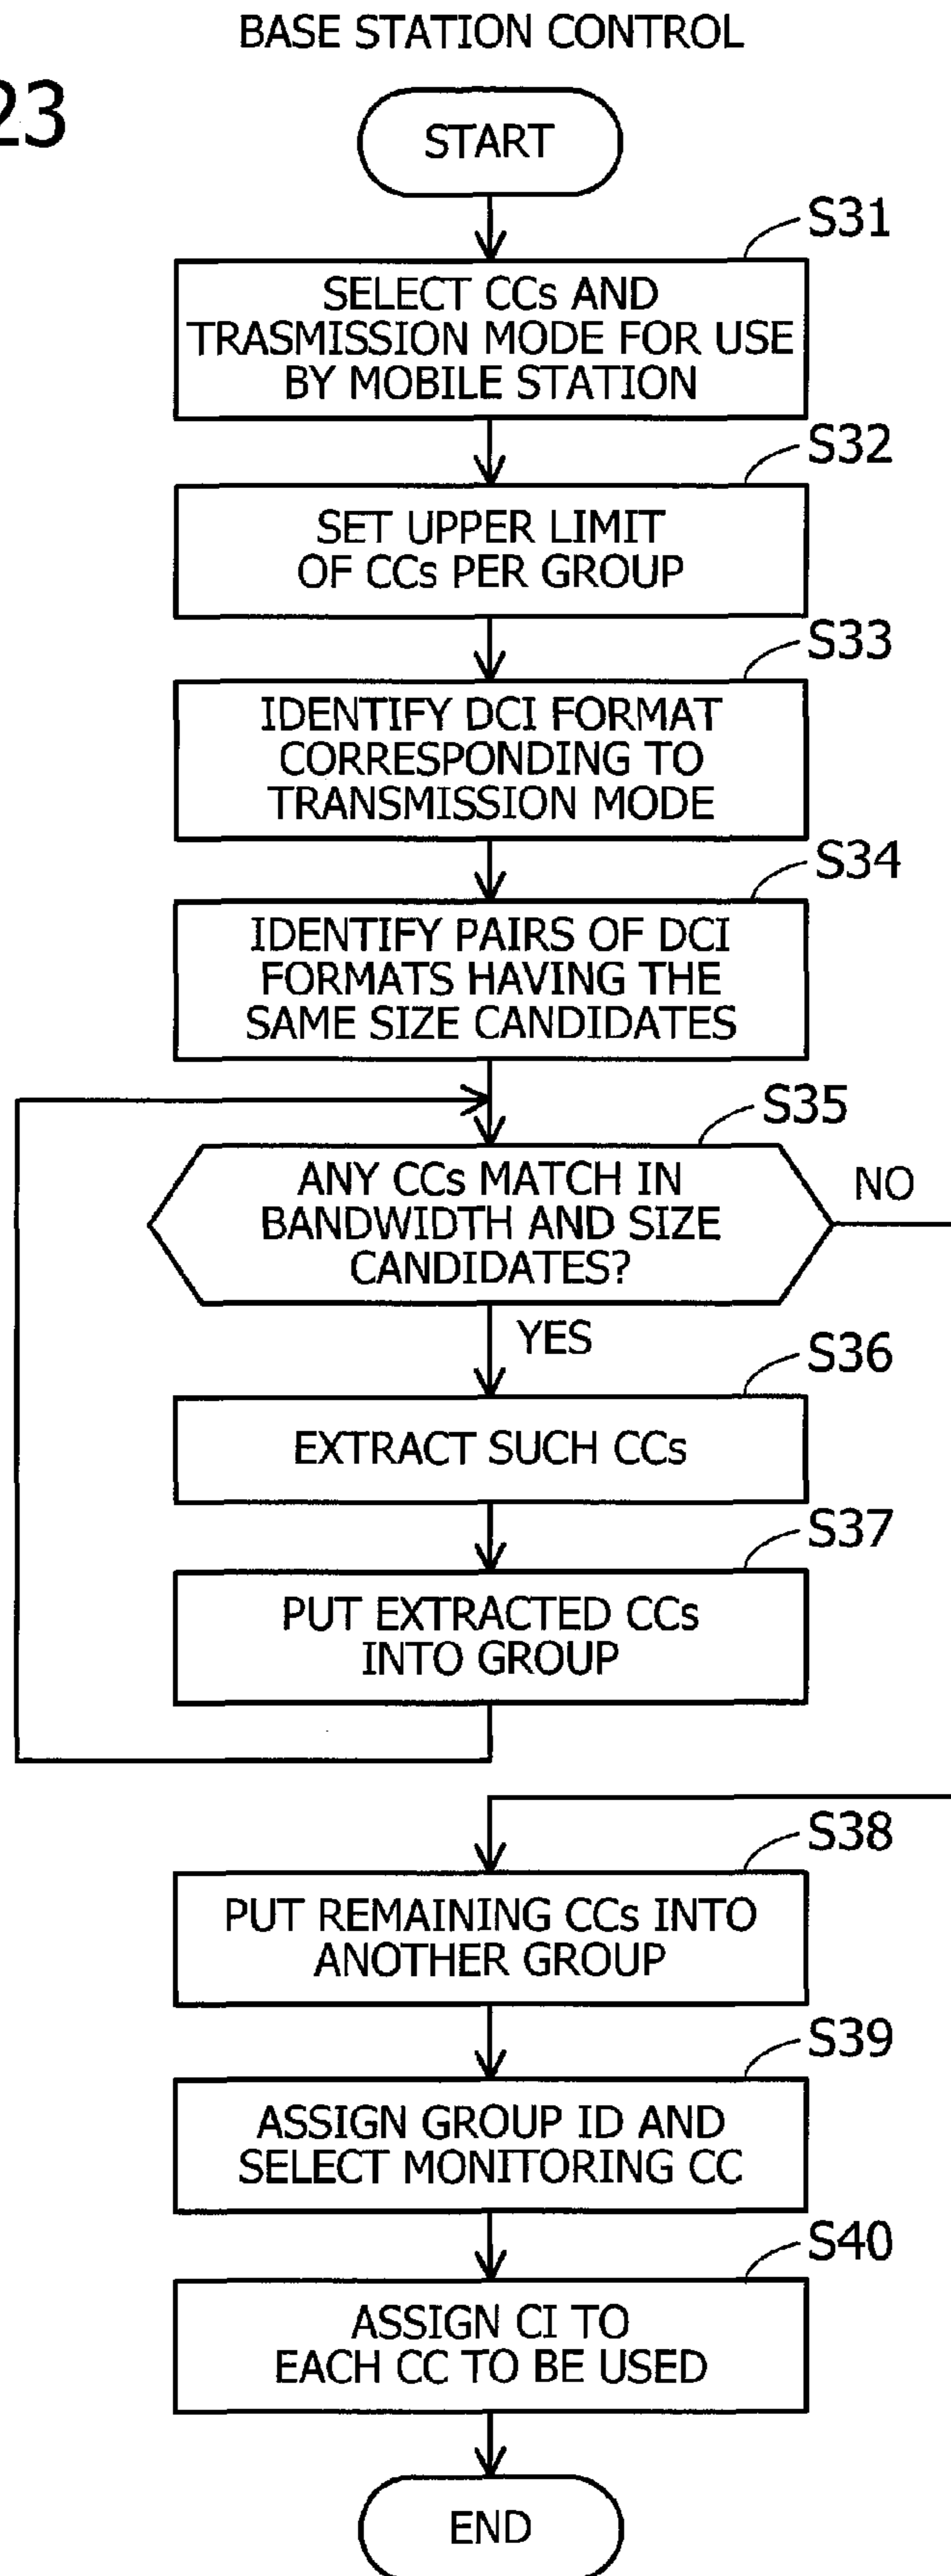 BASE STATION CONTROL
23
START
S31
SELECT CCs AND
TRASMISSION MODE FOR USE
BY MOBILE STATION
S32
SET UPPER LIMIT
OF CCs PER GROUP
S33
IDENTIFY DCI FORMAT
CORRESPONDING TO
TRANSMISSION MODE
S34
IDENTIFY PAIRS OF DCI
FORMATS HAVING THE
SAME SIZE CANDIDATES
S35
ANY CCs MATCH IN
BANDWIDTH AND SIZE
CANDIDATES?
NO
YES
S36
EXTRACT SUCH CCs
S37
PUT EXTRACTED CCs
INTO GROUP
S38
PUT REMAINING CCs INTO
ANOTHER GROUP
S39
ASSIGN GROUP ID AND
SELECT MONITORING CC
S40
ASSIGN CI TO
EACH CC TO BE USED
END